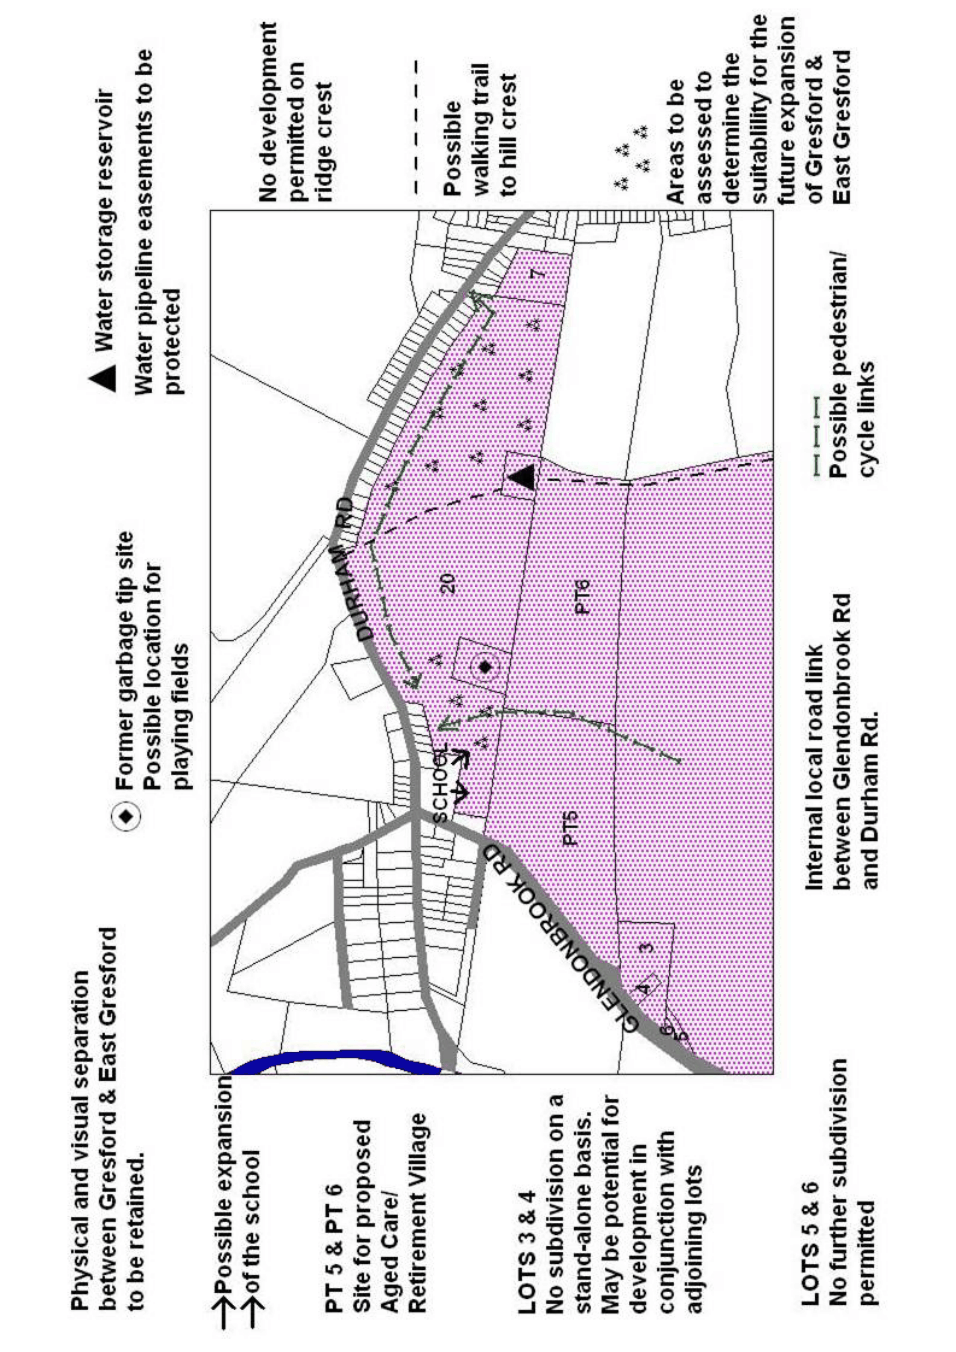 Physical and visual separation
between Gresford & East Gresford
to be retained.
Former garbage tip site
Possible location for
playing fields
Water storage reservoir
Water pipeline easements to be
protected
Possible expansion
of the school
PT 5 & PT 6
Site for proposed
Aged Care/
Retirement Village
LOTS 3 & 4
No subdivision on a
stand-alone basis.
May be potential for
development in
conjunction with
adjoining lots
LOTS 5 & 6
No further subdivision
permitted
DURHAM RD
SCHOOL
GLENDONBROOK RD
20
7
PT6
PT5
3
4
6
5
No development
permitted on
ridge crest
Possible
walking trail
to hill crest
Areas to be
assessed to
determine the
suitablility for the
future expansion
of Gresford &
East Gresford
Internal local road link
between Glendonbrook Rd
and Durham Rd.
Possible pedestrian/
cycle links